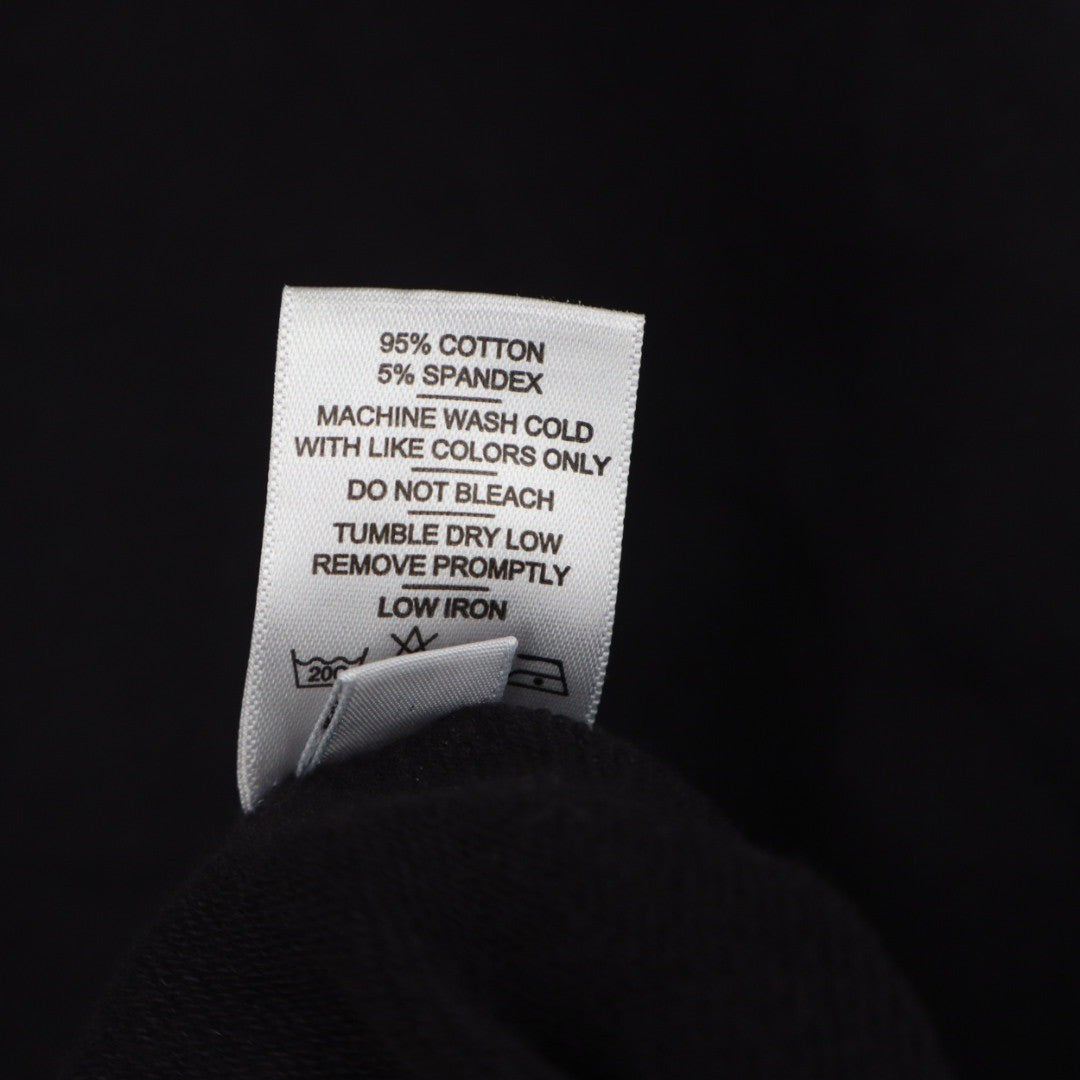 95% COTTON
5% SPANDEX
MACHINE WASH COLD
WITH LIKE COLORS ONLY
DO NOT BLEACH
TUMBLE DRY LOW
REMOVE PROMPTLY
LOW IRON